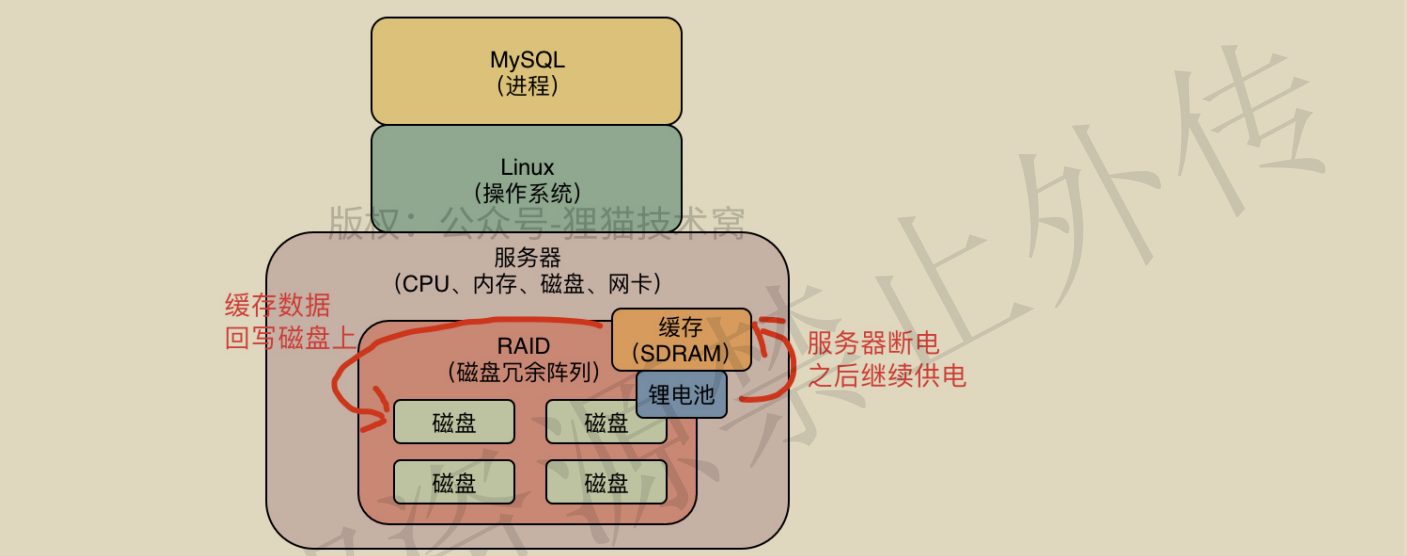 MySQL
（进程）
Linux
（操作系统）
版权：公众号-狸猫技术窝
服务器
（CPU、内存、磁盘、网卡）
缓存数据
回写磁盘上
缓存
（SDRAM）
RAID
（磁盘冗余阵列）
锂电池
服务器断电
之后继续供电
磁盘
磁盘
磁盘
磁盘
资源禁止外传